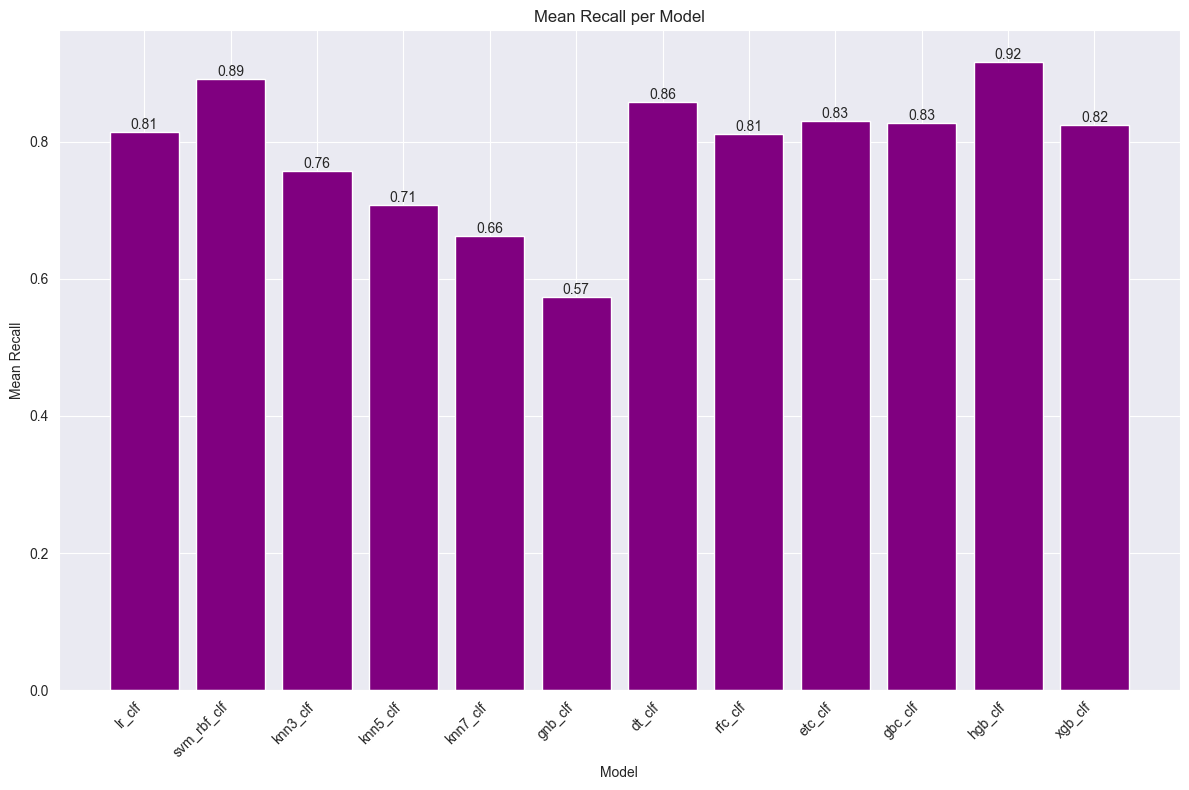 Mean Recall per Model
Mean Recall
0.8
0.6
0.4
0.2
0.0
0.81
0.89
0.76
0.71
0.66
0.57
0.86
0.81
0.83
0.83
0.92
0.82
lr_clf
svm_rbf_clf
knn3_clf
knn5_clf
knn7_clf
gnb_clf
dt_clf
rfc_clf
etc_clf
gbc_clf
hgb_clf
xgb_clf
Model